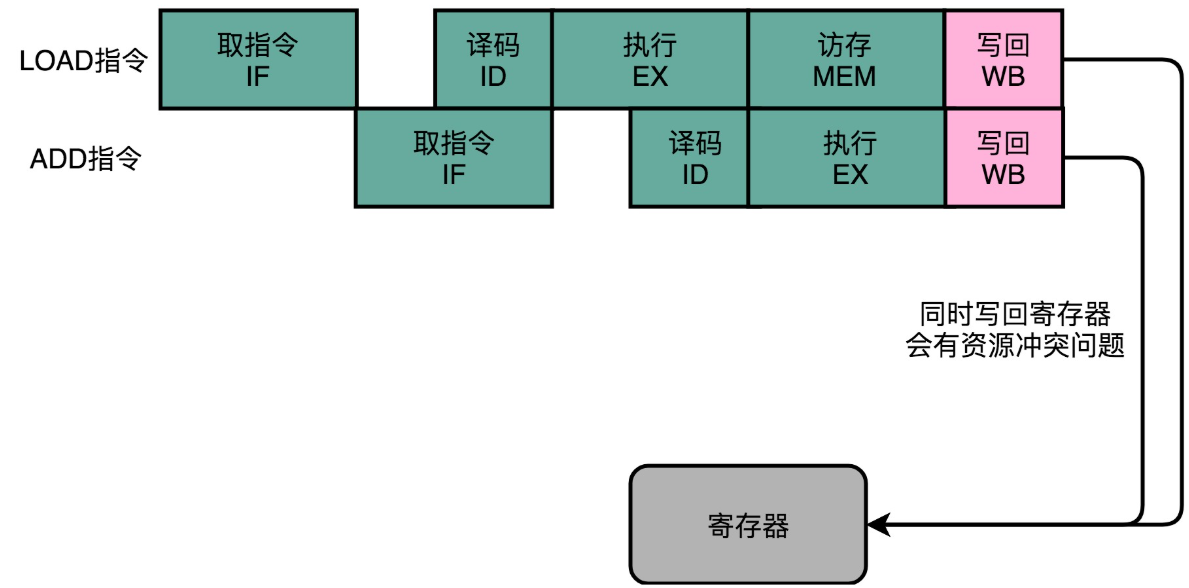 LOAD指令
取指令
IF
译码
ID
执行
EX
访存
MEM
写回
WB
ADD指令
取指令
IF
译码
ID
执行
EX
写回
WB
同时写回寄存器
会有资源冲突问题
寄存器